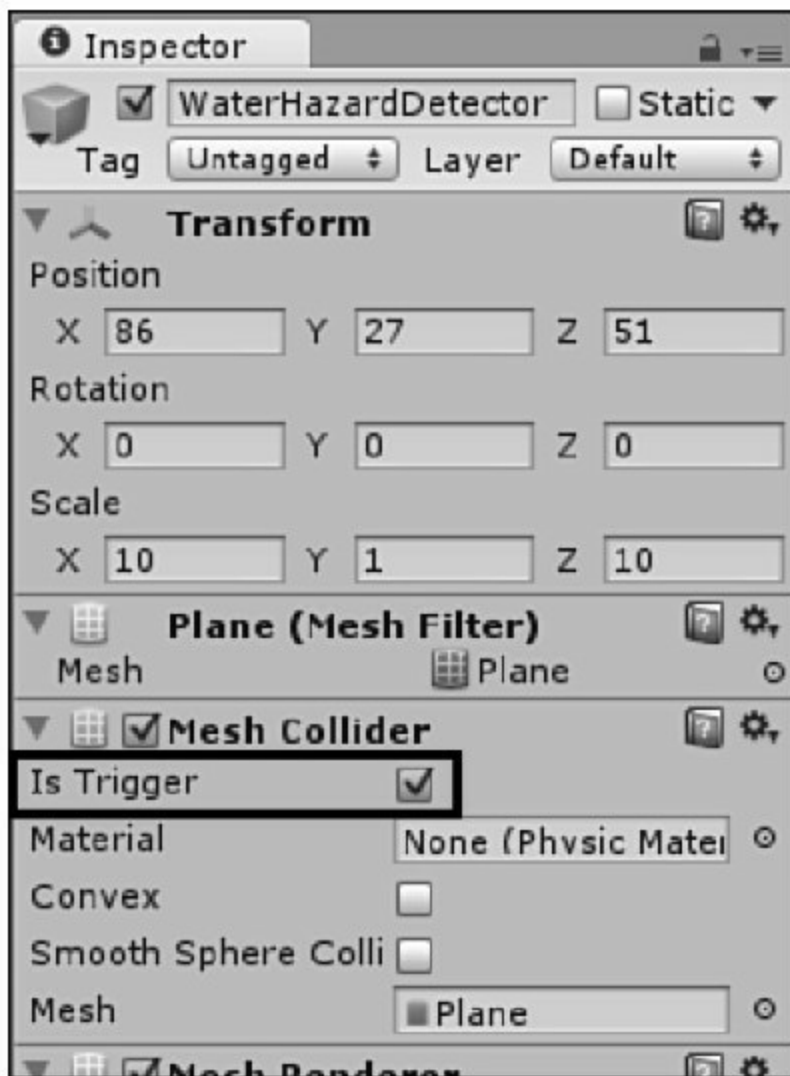 Inspector
WaterHazardDetector Static
Tag Untagged Layer Default
Transform
Position
X 86 Y 27 Z 51
Rotation
X 0 Y 0 Z 0
Scale
X 10 Y 1 Z 10
Plane (Mesh Filter)
Mesh Plane
Mesh Collider
Is Trigger
Material None (Physic Mater
Convex
Smooth Sphere Colli
Mesh Plane
Mesh Renderer